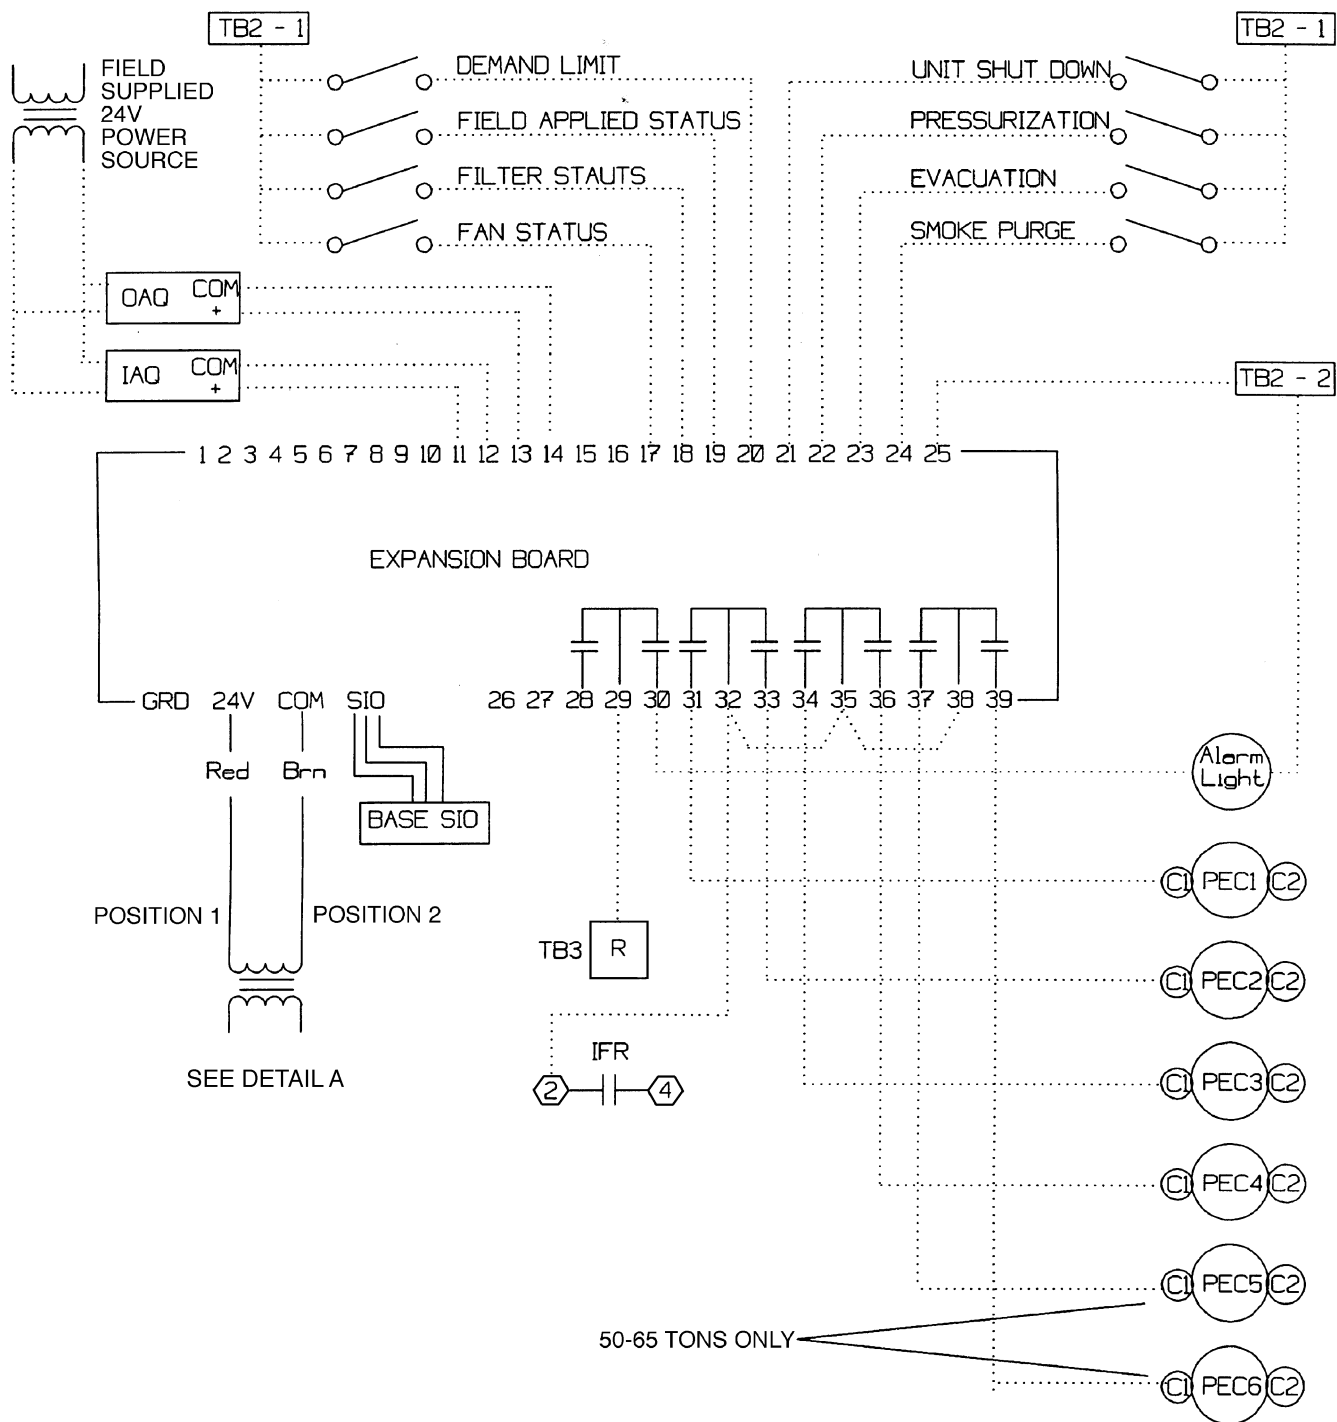 TB2 - 1
TB2 - 1
FIELD
SUPPLIED
24V
POWER
SOURCE
DEMAND LIMIT
FIELD APPLIED STATUS
FILTER STAUTS
FAN STATUS
UNIT SHUT DOWN
PRESSURIZATION
EVACUATION
SMOKE PURGE
OAQ COM
+
IAQ COM
+
TB2 - 2
1 2 3 4 5 6 7 8 9 10 11 12 13 14 15 16 17 18 19 20 21 22 23 24 25
EXPANSION BOARD
GRD 24V COM SIO
26 27 28 29 30 31 32 33 34 35 36 37 38 39
Red Brn
BASE SIO
Alarm
Light
POSITION 1
POSITION 2
C1 PEC1 C2
TB3 R
C1 PEC2 C2
SEE DETAIL A
IFR
2 4
C1 PEC3 C2
C1 PEC4 C2
C1 PEC5 C2
50-65 TONS ONLY
C1 PEC6 C2